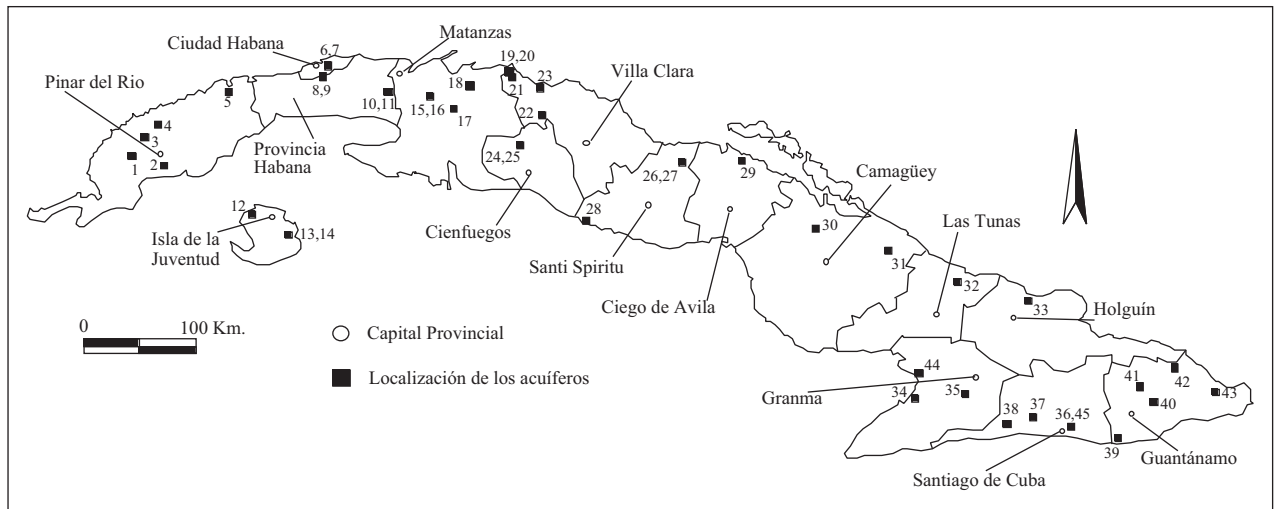 Matanzas
Ciudad Habana
6,7
19,20
Villa Clara
Pinar del Rio
23
18
21
5
8,9
10,11
15,16
17
22
4
3
1
2
Provincia
Habana
24,25
26,27
29
Camagüey
12
Isla de la
Juventud
13,14
Cienfuegos
28
30
Las Tunas
Santi Spiritu
31
Ciego de Avila
32
33
Holguín
0
100 Km.
Capital Provincial
Localización de los acuíferos
44
Granma
34
35
41
42
43
40
38
37
36,45
39
Guantánamo
Santiago de Cuba